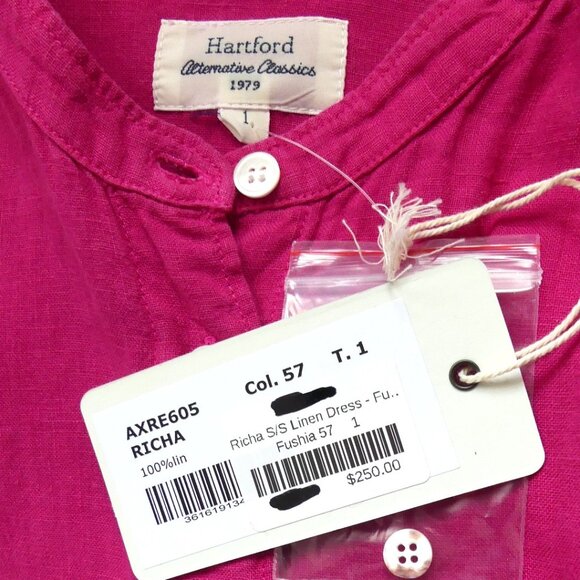 Hartford
Alternative Classics
1979
1
Col. 57 T. 1
AXRE605
RICHA
100%lin
361619134
Richa S/S Linen Dress - Fu..
Fushia 57 1
$250.00